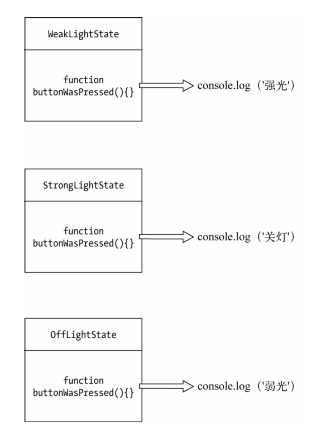 WeakLightState
function
buttonWasPressed(){}
console.log（'强光'）
StrongLightState
function
buttonWasPressed(){}
console.log（'关灯'）
OffLightState
function
buttonWasPressed(){}
console.log（'弱光'）